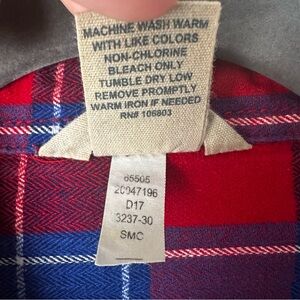 MACHINE WASH WARM
WITH LIKE COLORS
NON-CHLORINE
BLEACH ONLY
TUMBLE DRY LOW
REMOVE PROMPTLY
WARM IRON IF NEEDED
RN# 106803
65505
20047196
D17
3237-30
SMO